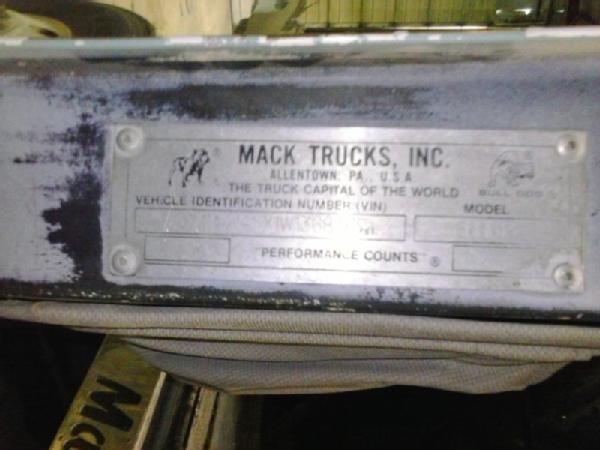 MACK TRUCKS, INC.
ALLENTOWN, PA. U.S.A
THE TRUCK CAPITAL OF THE WORLD
BULL DOG
VEHICLE IDENTIFICATION NUMBER (VIN)
MODEL
"PERFORMANCE COUNTS"®
Ma